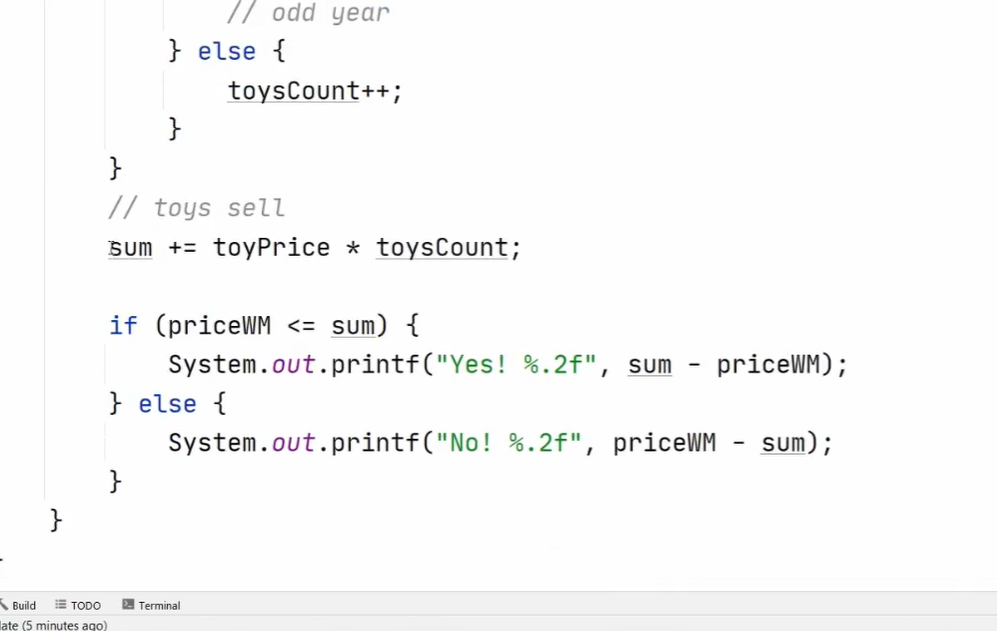 // odd year
} else {
toysCount++;
}
}
// toys sell
sum += toyPrice * toysCount;
if (priceWM <= sum) {
System.out.printf("Yes! %.2f", sum - priceWM);
} else {
System.out.printf("No! %.2f", priceWM - sum);
}
}
Build TODO Terminal
(5 minutes ago)